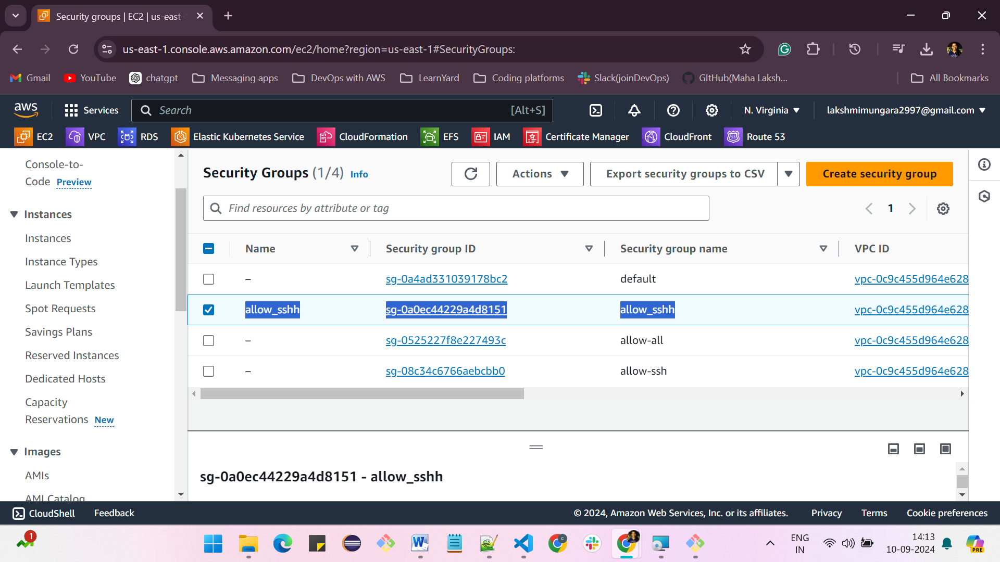 Security groups | EC2 | us-east-
us-east-1.console.aws.amazon.com/ec2/home?region=us-east-1#SecurityGroups:
Gmail YouTube chatgpt Messaging apps DevOps with AWS LearnYard Coding platforms Slack(joinDevOps) GItHub(Maha Laksh... All Bookmarks
aws Services Search [Alt+S] N. Virginia lakshmimungara2997@gmail.com
EC2 VPC RDS Elastic Kubernetes Service CloudFormation EFS IAM Certificate Manager CloudFront Route 53
Console-to-
Code Preview
Instances
Instances
Instance Types
Launch Templates
Spot Requests
Savings Plans
Reserved Instances
Dedicated Hosts
Capacity
Reservations New
Images
AMIs
AMI Catalog
Security Groups (1/4) Info Actions Export security groups to CSV Create security group
Find resources by attribute or tag 1
Name Security group ID Security group name VPC ID
– sg-0a4ad331039178bc2 default vpc-0c9c455d964e628
allow_sshh sg-0a0ec44229a4d8151 allow_sshh vpc-0c9c455d964e628
– sg-0525227f8e227493c allow-all vpc-0c9c455d964e628
– sg-08c34c6766aebcbb0 allow-ssh vpc-0c9c455d964e628
sg-0a0ec44229a4d8151 - allow_sshh
CloudShell Feedback © 2024, Amazon Web Services, Inc. or its affiliates. Privacy Terms Cookie preferences
1
ENG
IN
14:13
10-09-2024
PRE